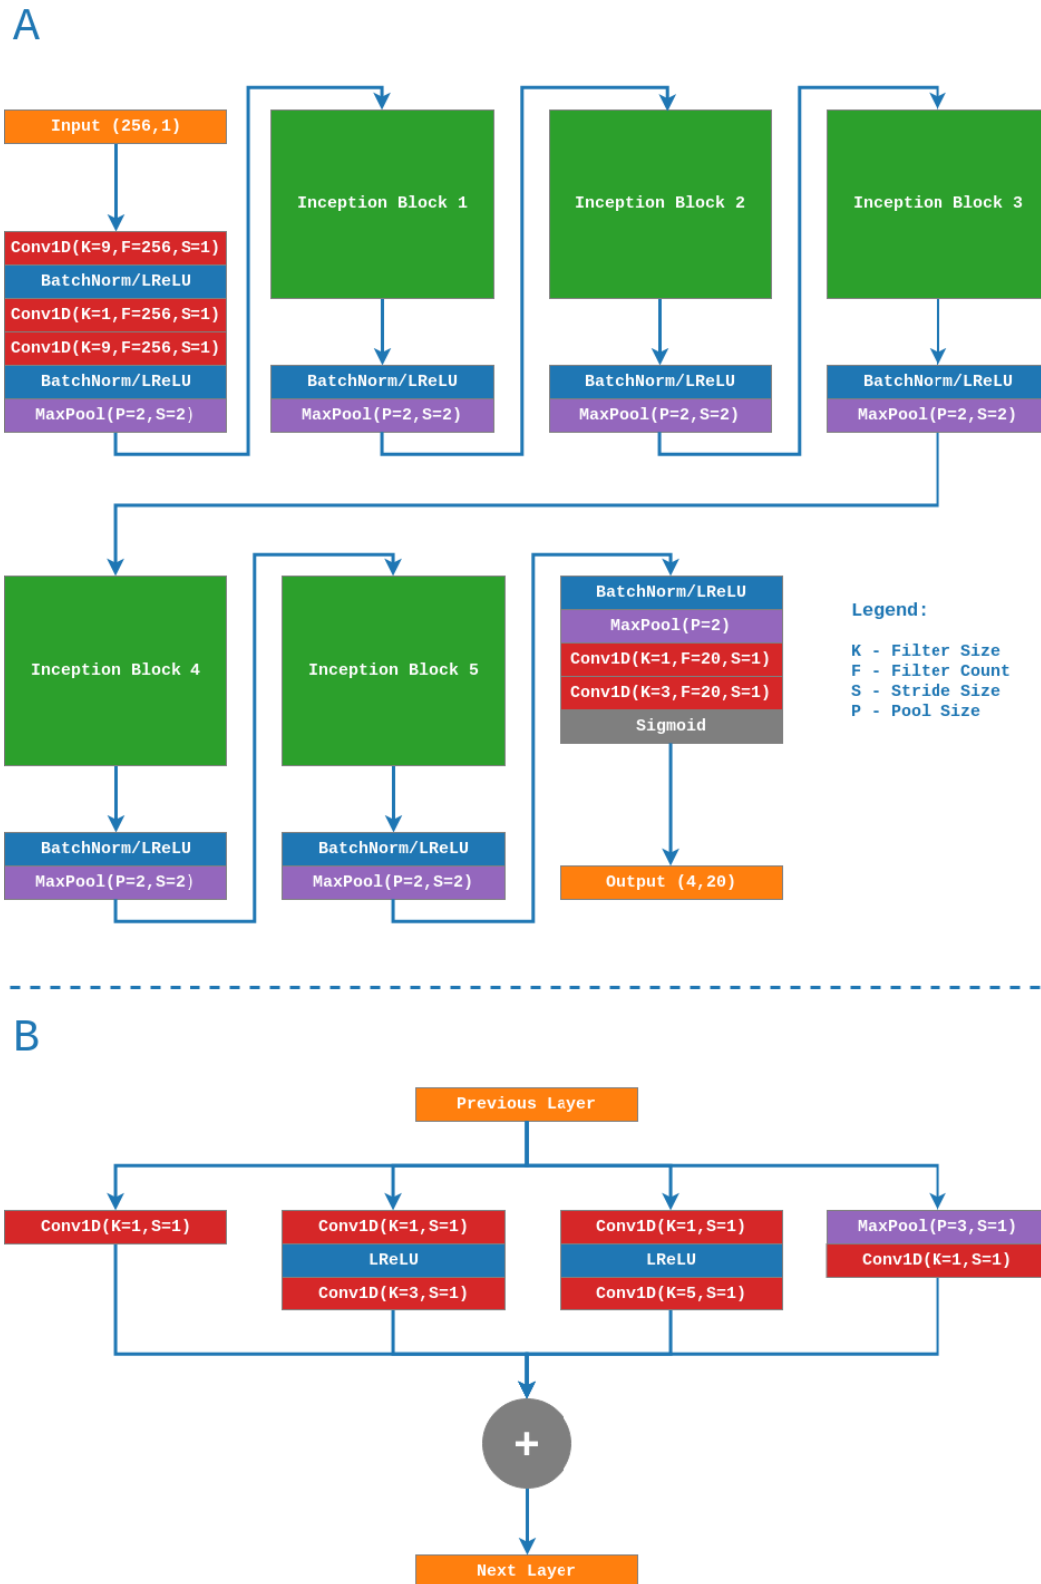 A
Input (256,1)
Conv1D(K=9,F=256,S=1)
BatchNorm/LReLU
Conv1D(K=1,F=256,S=1)
Conv1D(K=9,F=256,S=1)
BatchNorm/LReLU
MaxPool(P=2,S=2)
Inception Block 1
BatchNorm/LReLU
MaxPool(P=2,S=2)
Inception Block 2
BatchNorm/LReLU
MaxPool(P=2,S=2)
Inception Block 3
BatchNorm/LReLU
MaxPool(P=2,S=2)
Inception Block 4
BatchNorm/LReLU
MaxPool(P=2,S=2)
Inception Block 5
BatchNorm/LReLU
MaxPool(P=2,S=2)
BatchNorm/LReLU
MaxPool(P=2)
Conv1D(K=1,F=20,S=1)
Conv1D(K=3,F=20,S=1)
Sigmoid
Output (4,20)
Legend:
K - Filter Size
F - Filter Count
S - Stride Size
P - Pool Size
B
Previous Layer
Conv1D(K=1,S=1)
Conv1D(K=1,S=1)
LReLU
Conv1D(K=3,S=1)
Conv1D(K=1,S=1)
LReLU
Conv1D(K=5,S=1)
MaxPool(P=3,S=1)
Conv1D(K=1,S=1)
+
Next Layer